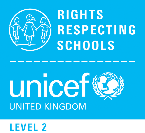 RIGHTS
RESPECTING
SCHOOLS
unicef
UNITED KINGDOM
LEVEL 2